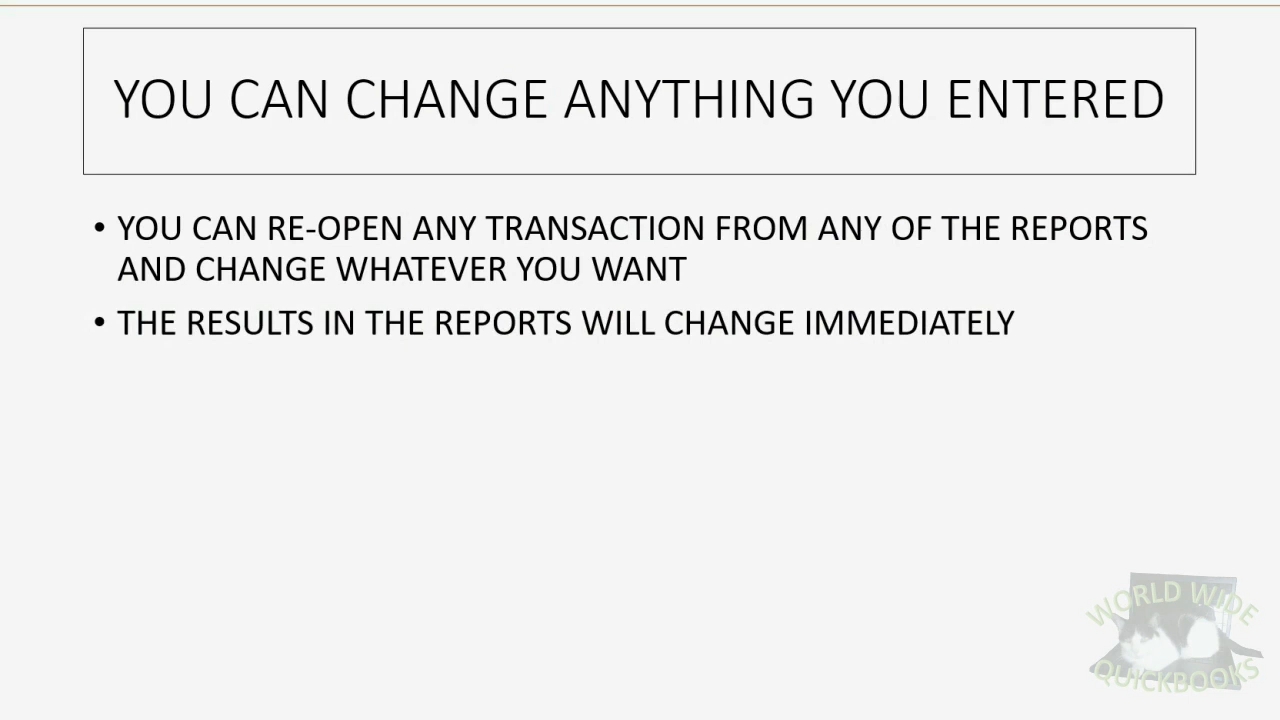 YOU CAN CHANGE ANYTHING YOU ENTERED
• YOU CAN RE-OPEN ANY TRANSACTION FROM ANY OF THE REPORTS
AND CHANGE WHATEVER YOU WANT
• THE RESULTS IN THE REPORTS WILL CHANGE IMMEDIATELY
WORLD WIDE
QUICKBOOKS